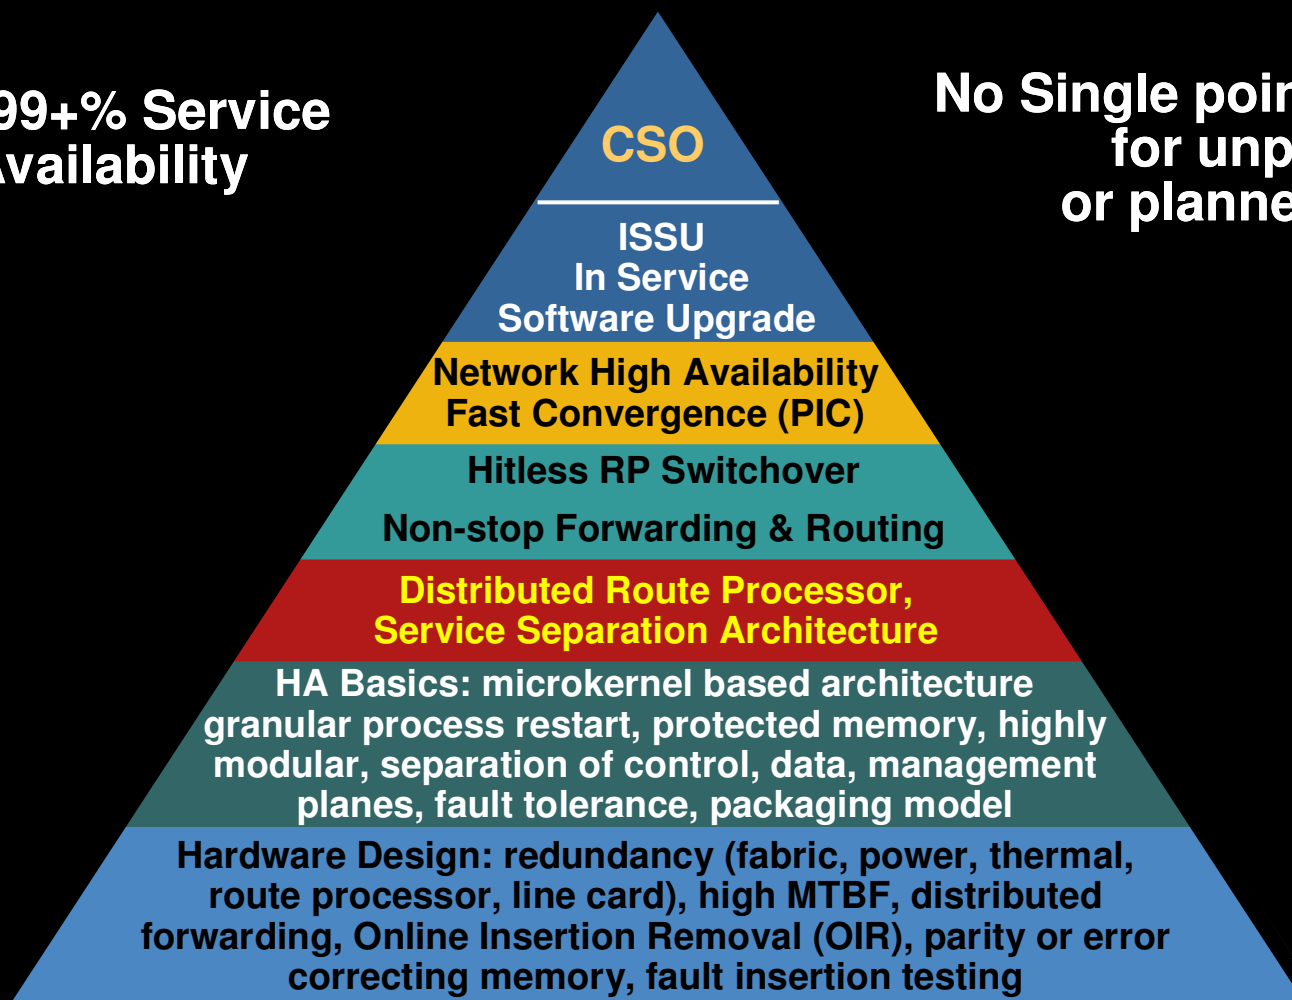 99+% Service
Availability
No Single
for
or
CSO
ISSU
In Service
Software Upgrade
Network High Availability
Fast Convergence (PIC)
Hitless RP Switchover
Non-stop Forwarding & Routing
Distributed Route Processor,
Service Separation Architecture
HA Basics: microkernel based architecture
granular process restart, protected memory, highly
modular, separation of control, data, management
planes, fault tolerance, packaging model
Hardware Design: redundancy (fabric, power, thermal,
route processor, line card), high MTBF, distributed
forwarding, Online Insertion Removal (OIR), parity or error
correcting memory, fault insertion testing